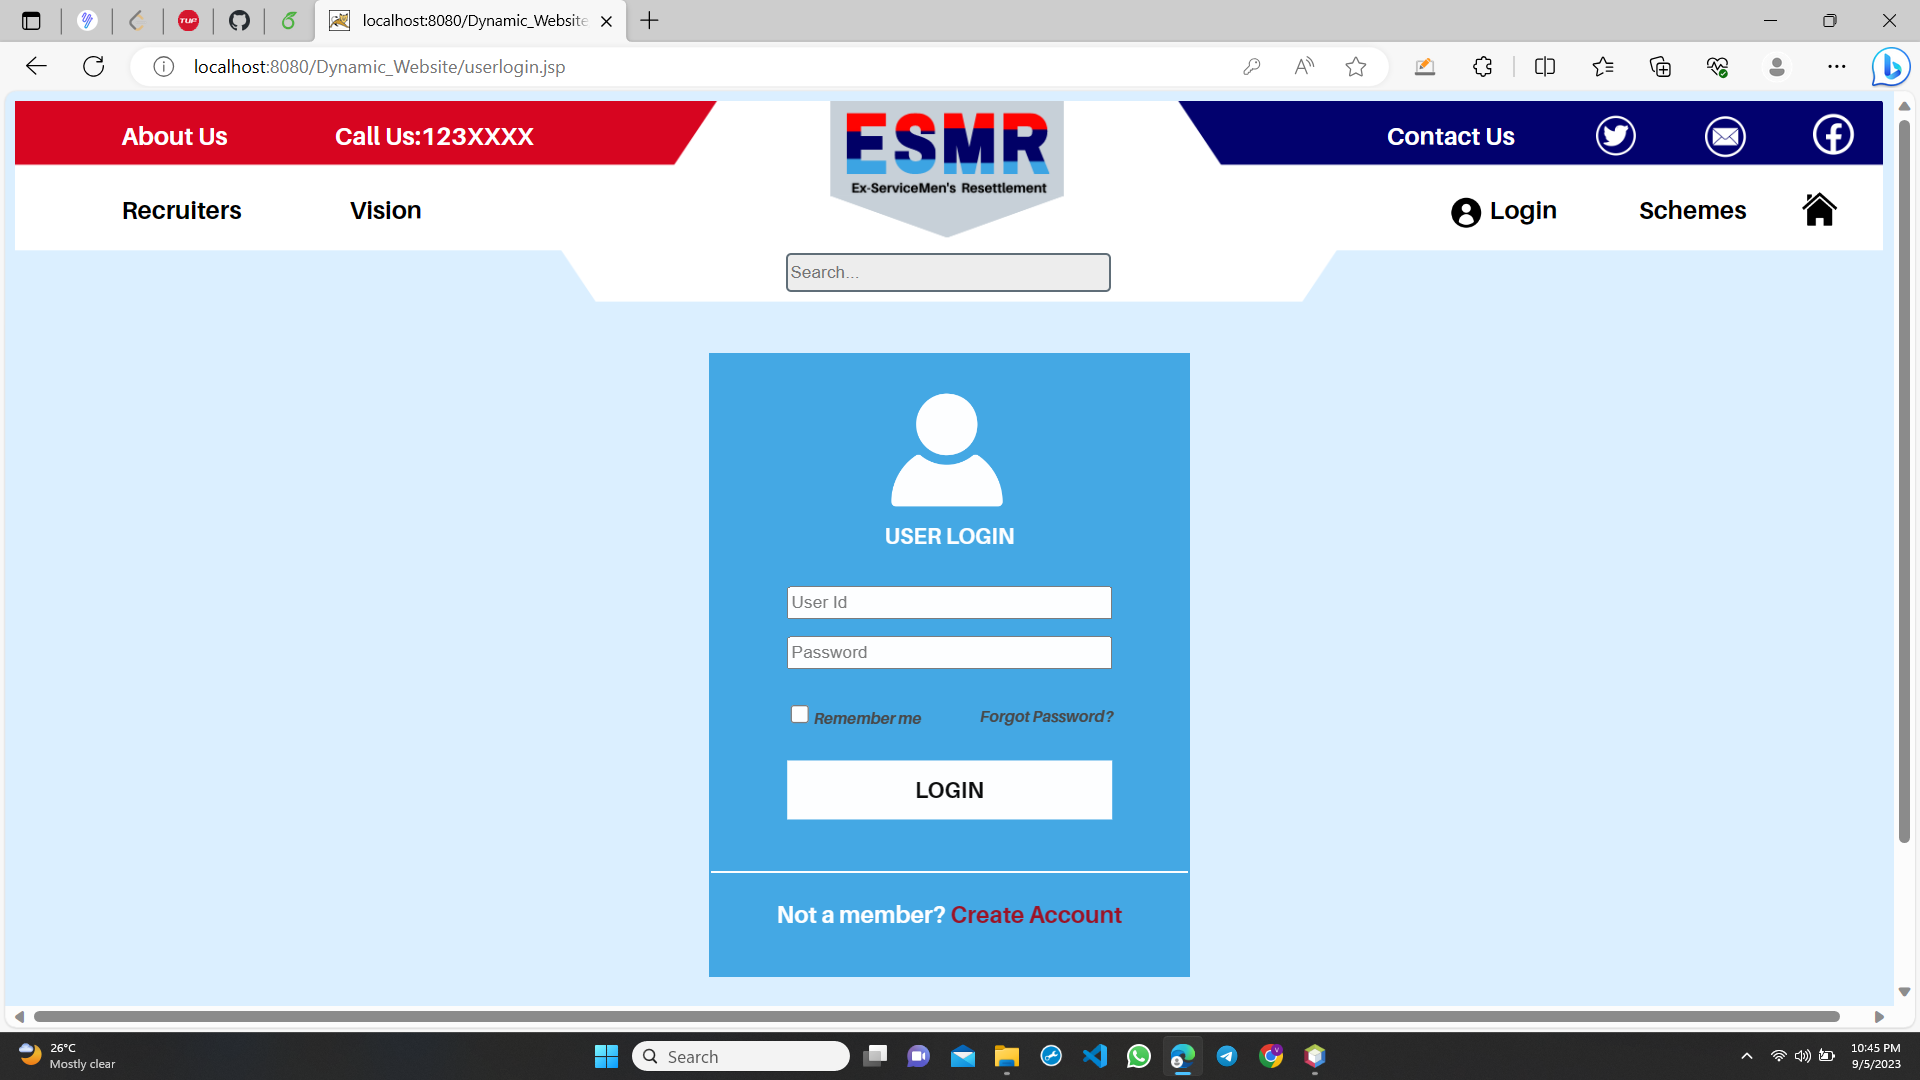 localhost:8080/Dynamic_Website
localhost:8080/Dynamic_Website/userlogin.jsp
About Us
Call Us:123XXXX
ESMR
Ex-ServiceMen's Resettlement
Contact Us
Recruiters
Vision
Login
Schemes
Search...
USER LOGIN
User Id
Password
Remember me
Forgot Password?
LOGIN
Not a member? Create Account
26°C
Mostly clear
Search
10:45 PM
9/5/2023
TUF
V